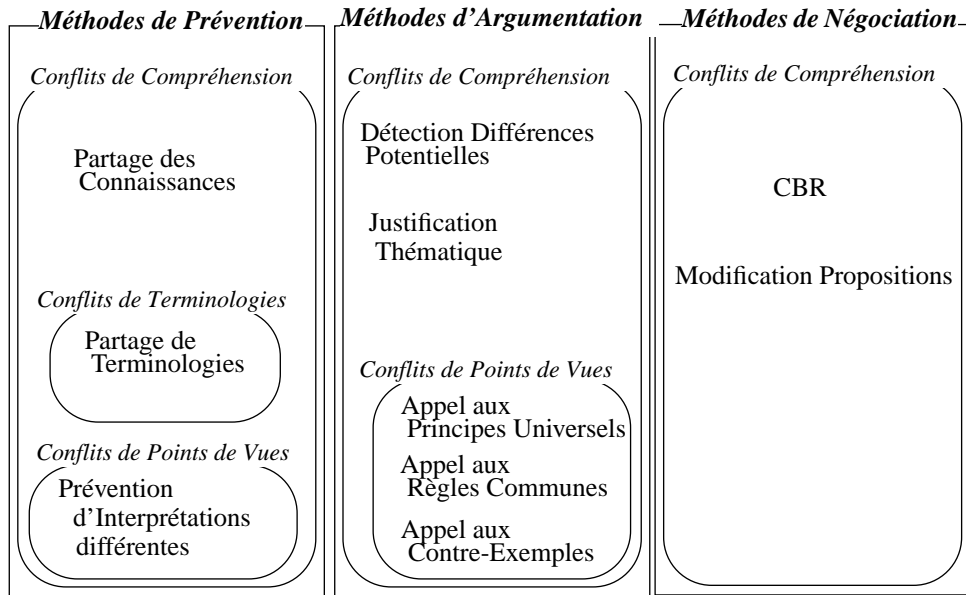 Méthodes de Prévention
Conflits de Compréhension
Partage des
Connaissances
Conflits de Terminologies
Partage de
Terminologies
Conflits de Points de Vues
Prévention
d’Interprétations
différentes
Méthodes d’Argumentation
Conflits de Compréhension
Détection Différences
Potentielles
Justification
Thématique
Conflits de Points de Vues
Appel aux
Principes Universels
Appel aux
Règles Communes
Appel aux
Contre-Exemples
Méthodes de Négociation
Conflits de Compréhension
CBR
Modification Propositions